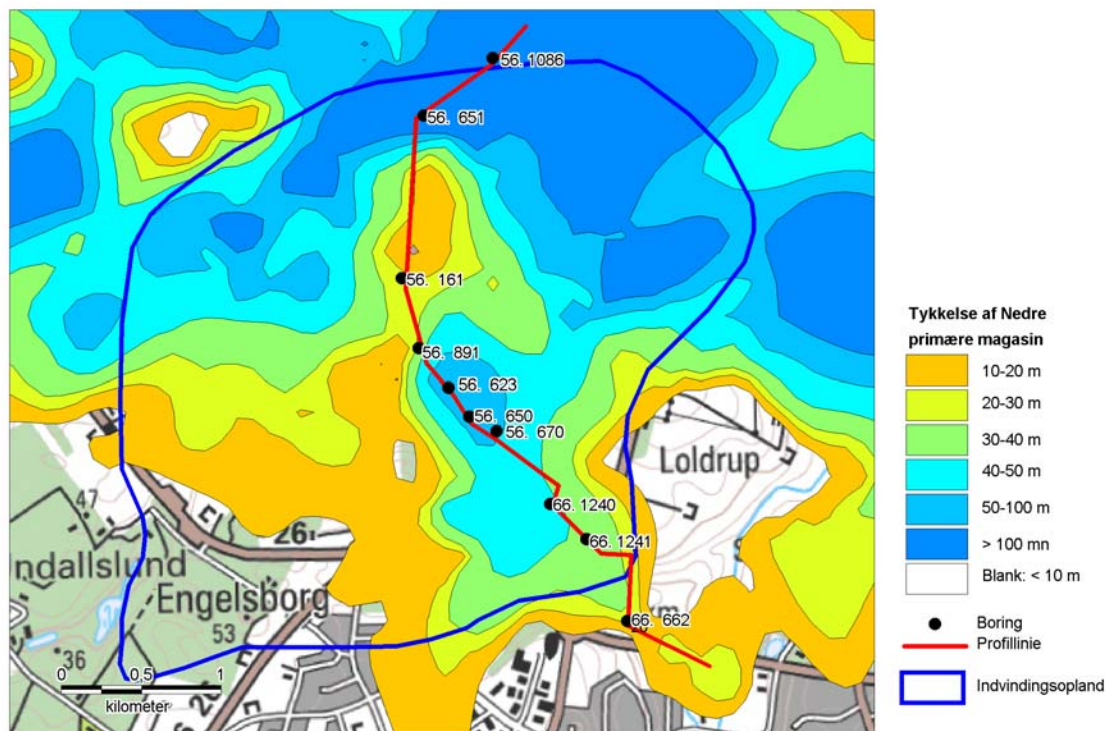 56. 1086
56. 651
56. 161
56. 891
56. 623
56. 650
56. 670
Loldrup
66. 1240
47
26
66. 1241
ndallslund
Engelsborg
53
66. 662
36
0 0,5 1
kilometer
Tykkelse af Nedre
primære magasin
10-20 m
20-30 m
30-40 m
40-50 m
50-100 m
> 100 mn
Blank: < 10 m
Boring
Profillinie
Indvindingsopland